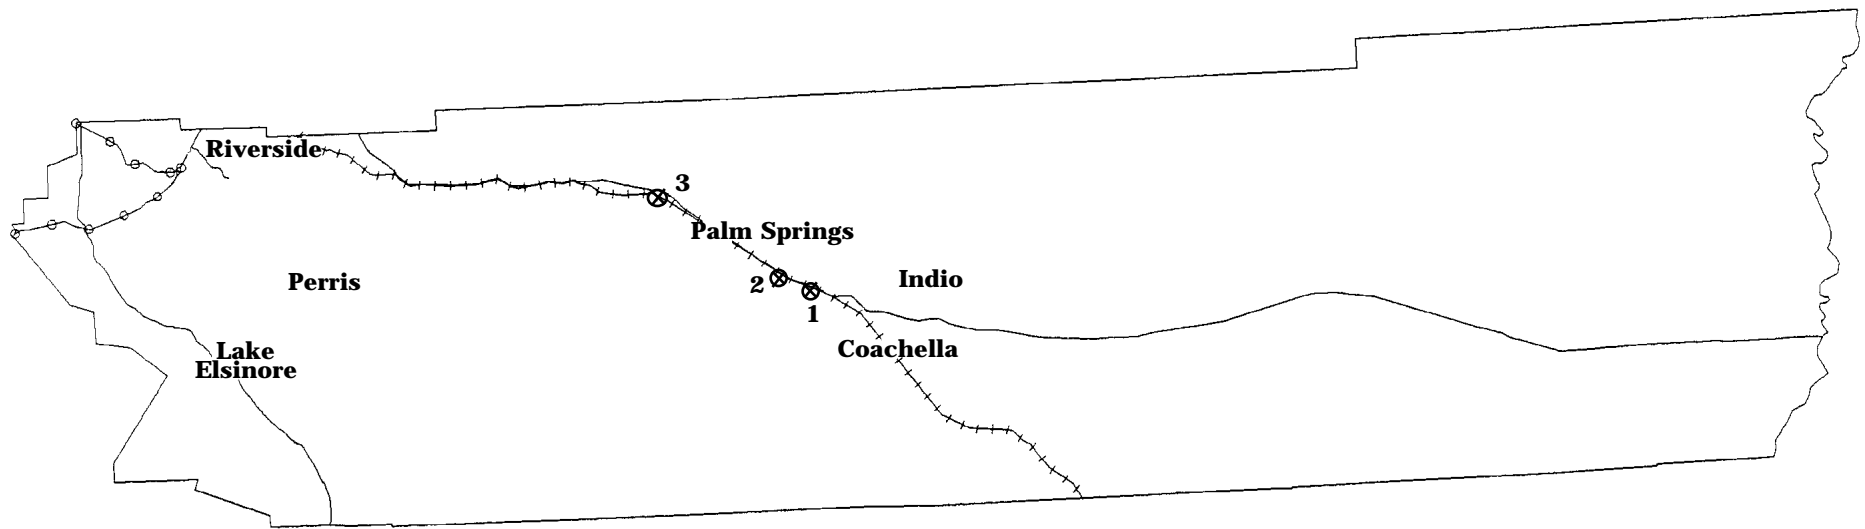 Riverside
3
Palm Springs
Perris
2
Indio
1
Coachella
Lake
Elsinore